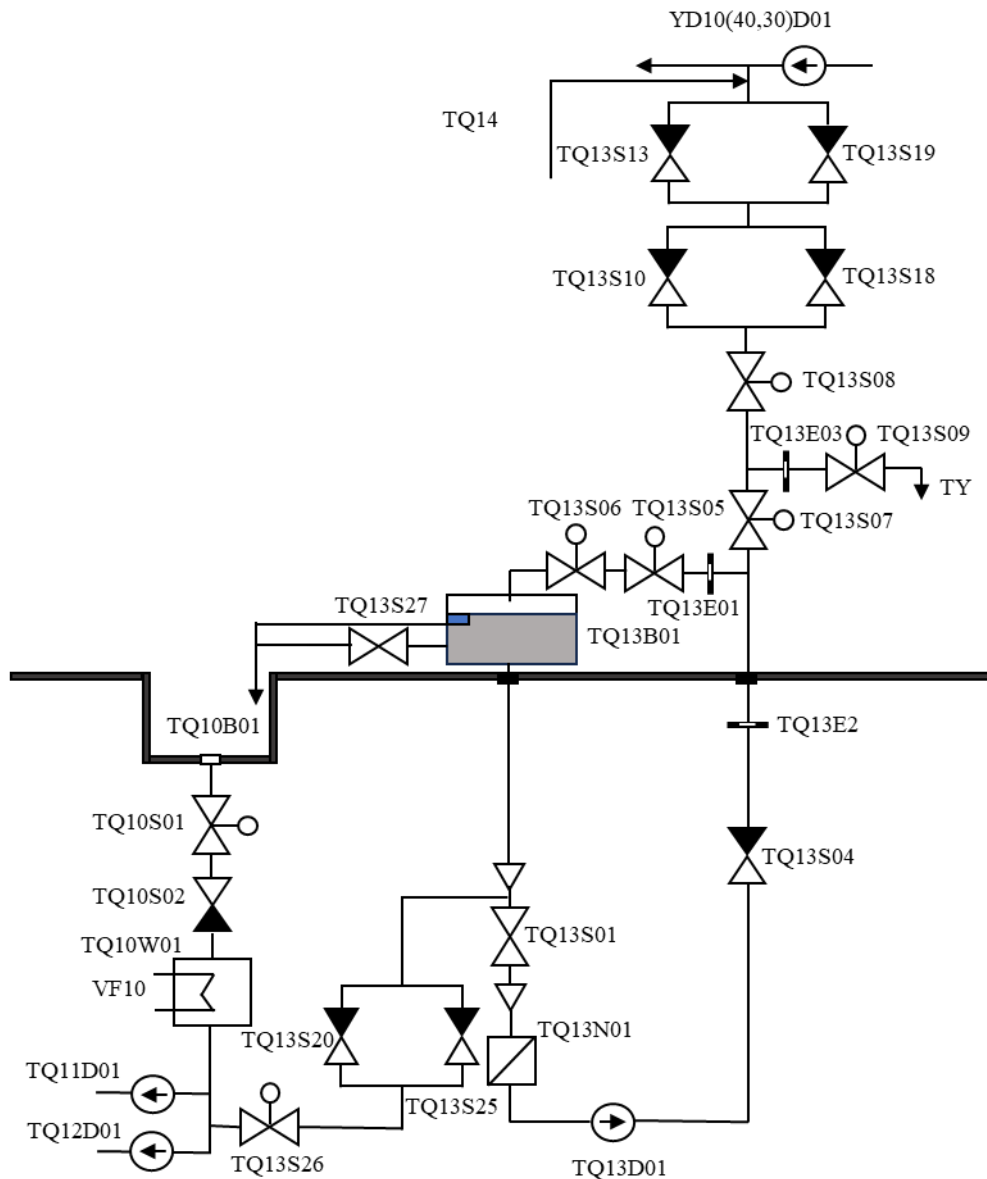 YD10(40,30)D01
TQ14
TQ13S13
TQ13S19
TQ13S10
TQ13S18
TQ13S08
TQ13E03
TQ13S09
TY
TQ13S07
TQ13S06
TQ13S05
TQ13E01
TQ13S27
TQ13B01
TQ10B01
TQ13E2
TQ10S01
TQ13S04
TQ10S02
TQ13S01
TQ10W01
VF10
TQ13N01
TQ13S20
TQ11D01
TQ13S25
TQ12D01
TQ13S26
TQ13D01